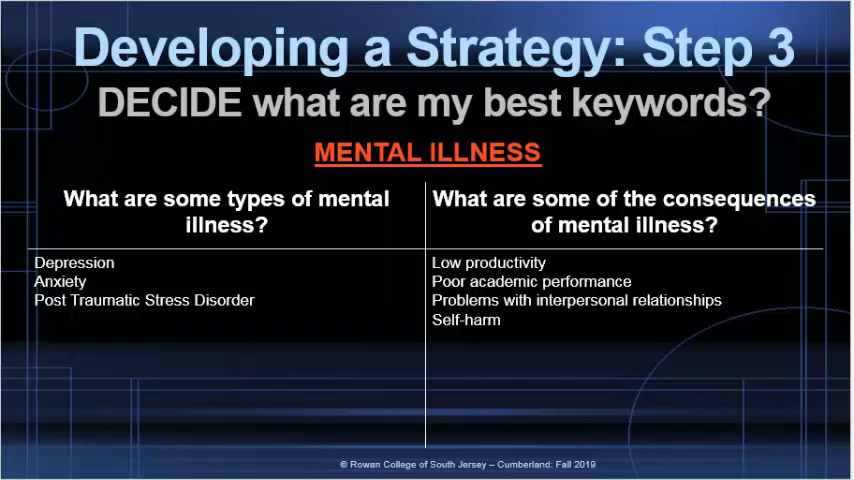 Developing a Strategy: Step 3
DECIDE what are my best keywords?
MENTAL ILLNESS
What are some types of mental
illness?
Depression
Anxiety
Post Traumatic Stress Disorder
What are some of the consequences
of mental illness?
Low productivity
Poor academic performance
Problems with interpersonal relationships
Self-harm
© Rowan College of South Jersey – Cumberland: Fall 2019